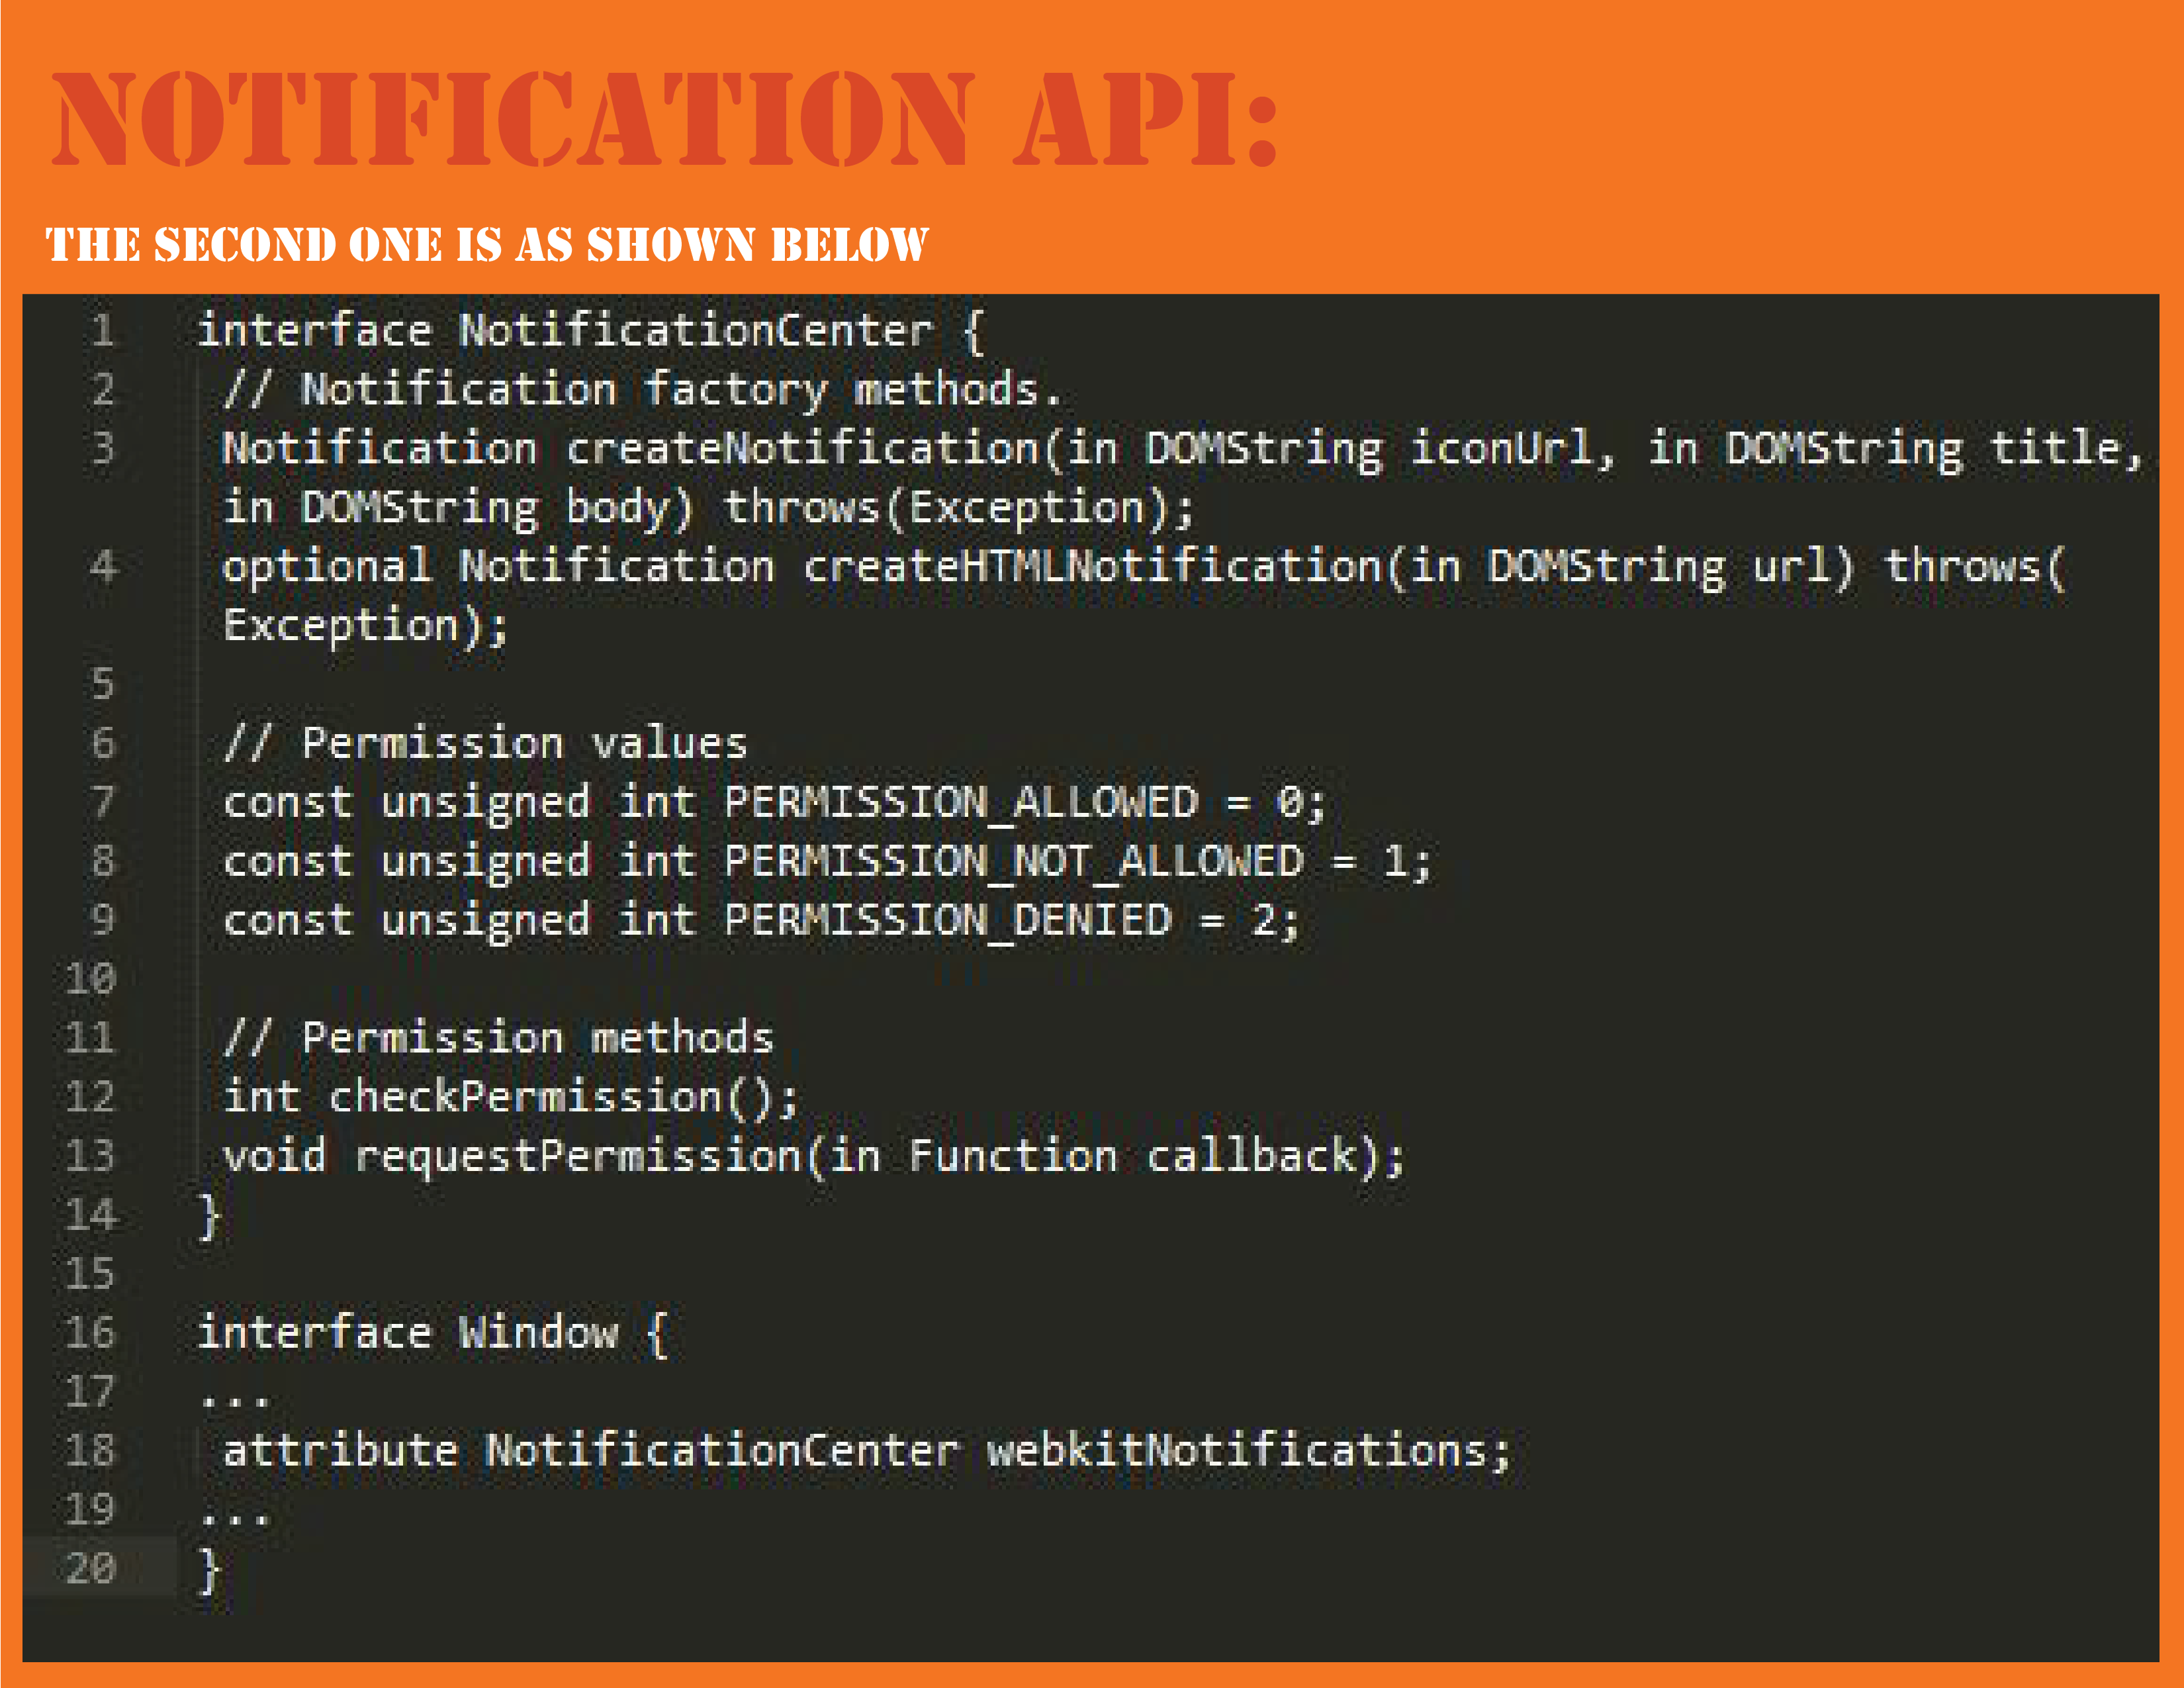 NOTIFICATION API:
THE SECOND ONE IS AS SHOWN BELOW
1 interface NotificationCenter {
2 // Notification factory methods.
3 Notification createNotification(in DOMString iconUrl, in DOMString title,
in DOMString body) throws(Exception);
4 optional Notification createHTMLNotification(in DOMString url) throws(
Exception);
5
6 // Permission values
7 const unsigned int PERMISSION_ALLOWED = 0;
8 const unsigned int PERMISSION_NOT_ALLOWED = 1;
9 const unsigned int PERMISSION_DENIED = 2;
10
11 // Permission methods
12 int checkPermission();
13 void requestPermission(in Function callback);
14 }
15
16 interface Window {
17 ...
18 attribute NotificationCenter webkitNotifications;
19 ...
20 }